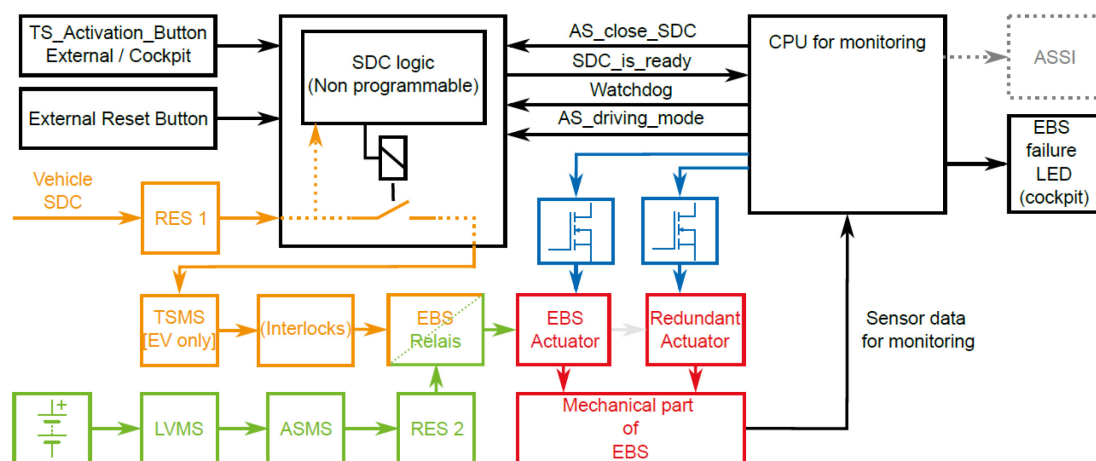 TS_Activation_Button
External / Cockpit
External Reset Button
SDC logic
(Non programmable)
AS_close_SDC
SDC_is_ready
Watchdog
AS_driving_mode
CPU for monitoring
ASSI
EBS
failure
LED
(cockpit)
Vehicle
SDC
RES 1
TSMS
[EV only]
(Interlocks)
EBS
Relais
EBS
Actuator
Redundant
Actuator
Sensor data
for monitoring
+
LVMS
ASMS
RES 2
Mechanical part
of
EBS